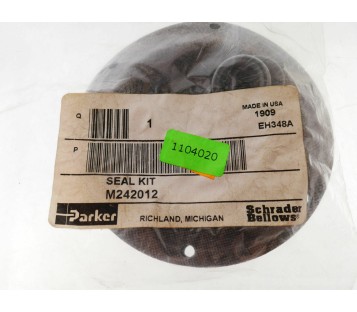 Q
1
MADE IN USA
1909
EH348A
P
1104020
SEAL KIT
M242012
Parker
RICHLAND, MICHIGAN
Schrader
Bellows